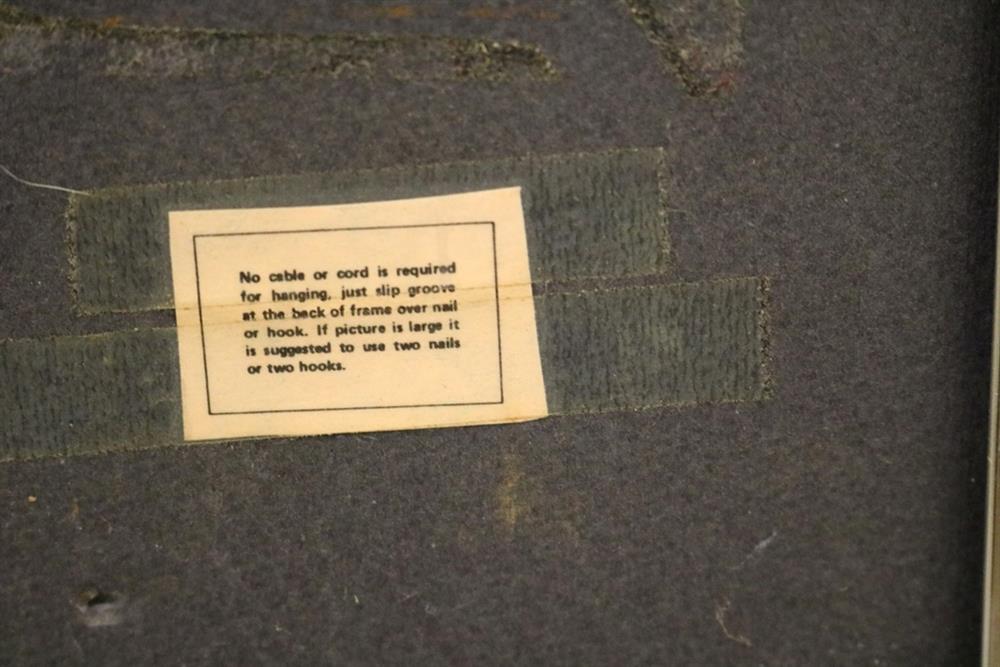 No cable or cord is required
for hanging, just slip groove
at the back of frame over nail
or hook. If picture is large it
is suggested to use two nails
or two hooks.